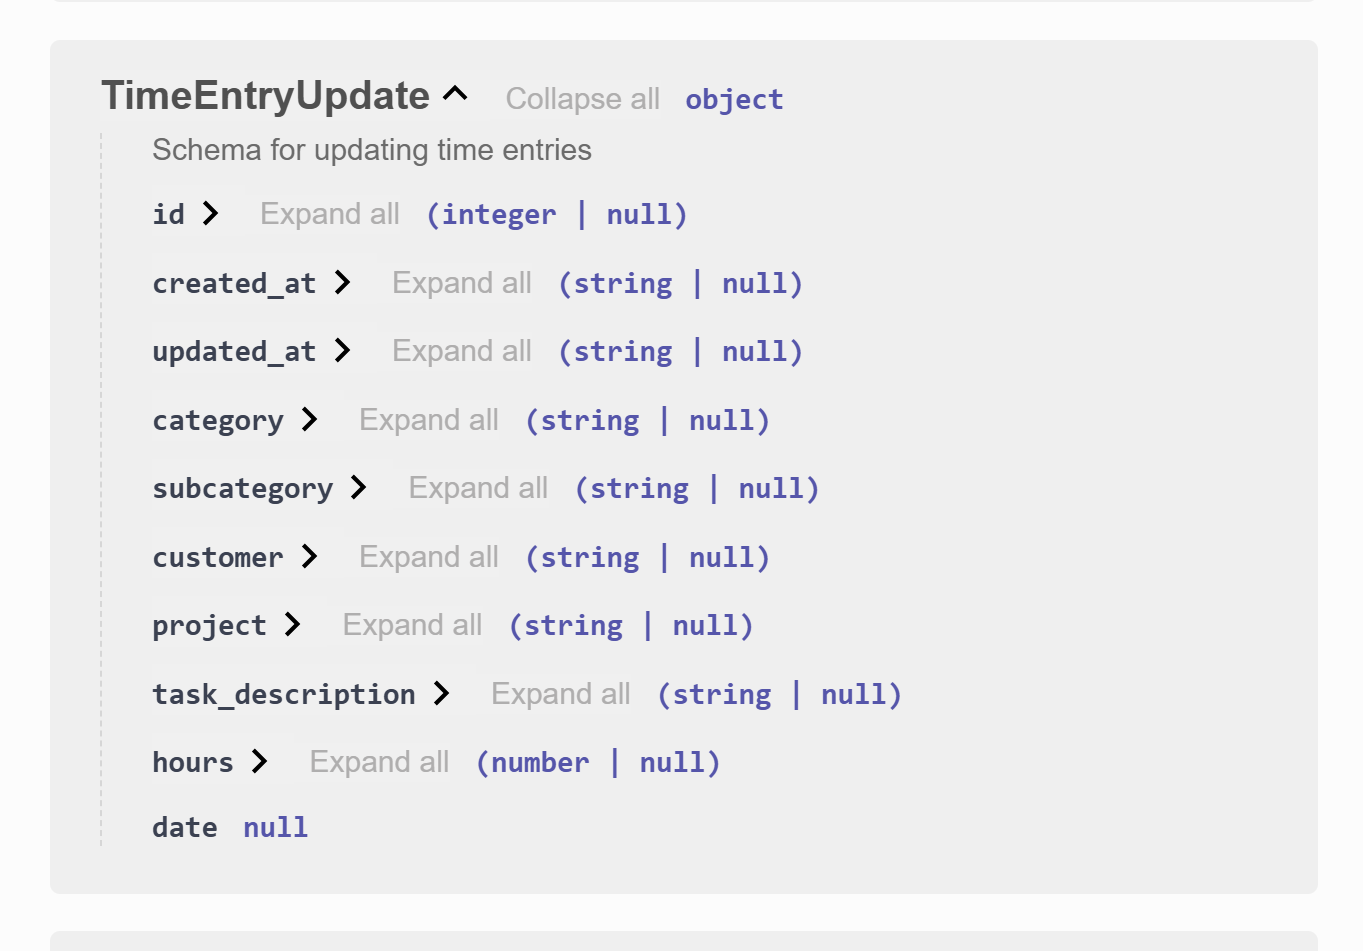 TimeEntryUpdate Collapse all object
Schema for updating time entries
id Expand all (integer | null)
created_at Expand all (string | null)
updated_at Expand all (string | null)
category Expand all (string | null)
subcategory Expand all (string | null)
customer Expand all (string | null)
project Expand all (string | null)
task_description Expand all (string | null)
hours Expand all (number | null)
date null